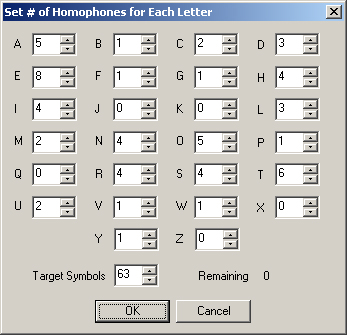 Set # of Homophones for Each Letter
A 5 B 1 C 2 D 3
E 8 F 1 G 1 H 4
I 4 J 0 K 0 L 3
M 2 N 4 O 5 P 1
Q 0 R 4 S 4 T 6
U 2 V 1 W 1 X 0
Y 1 Z 0
Target Symbols 63 Remaining 0
OK Cancel